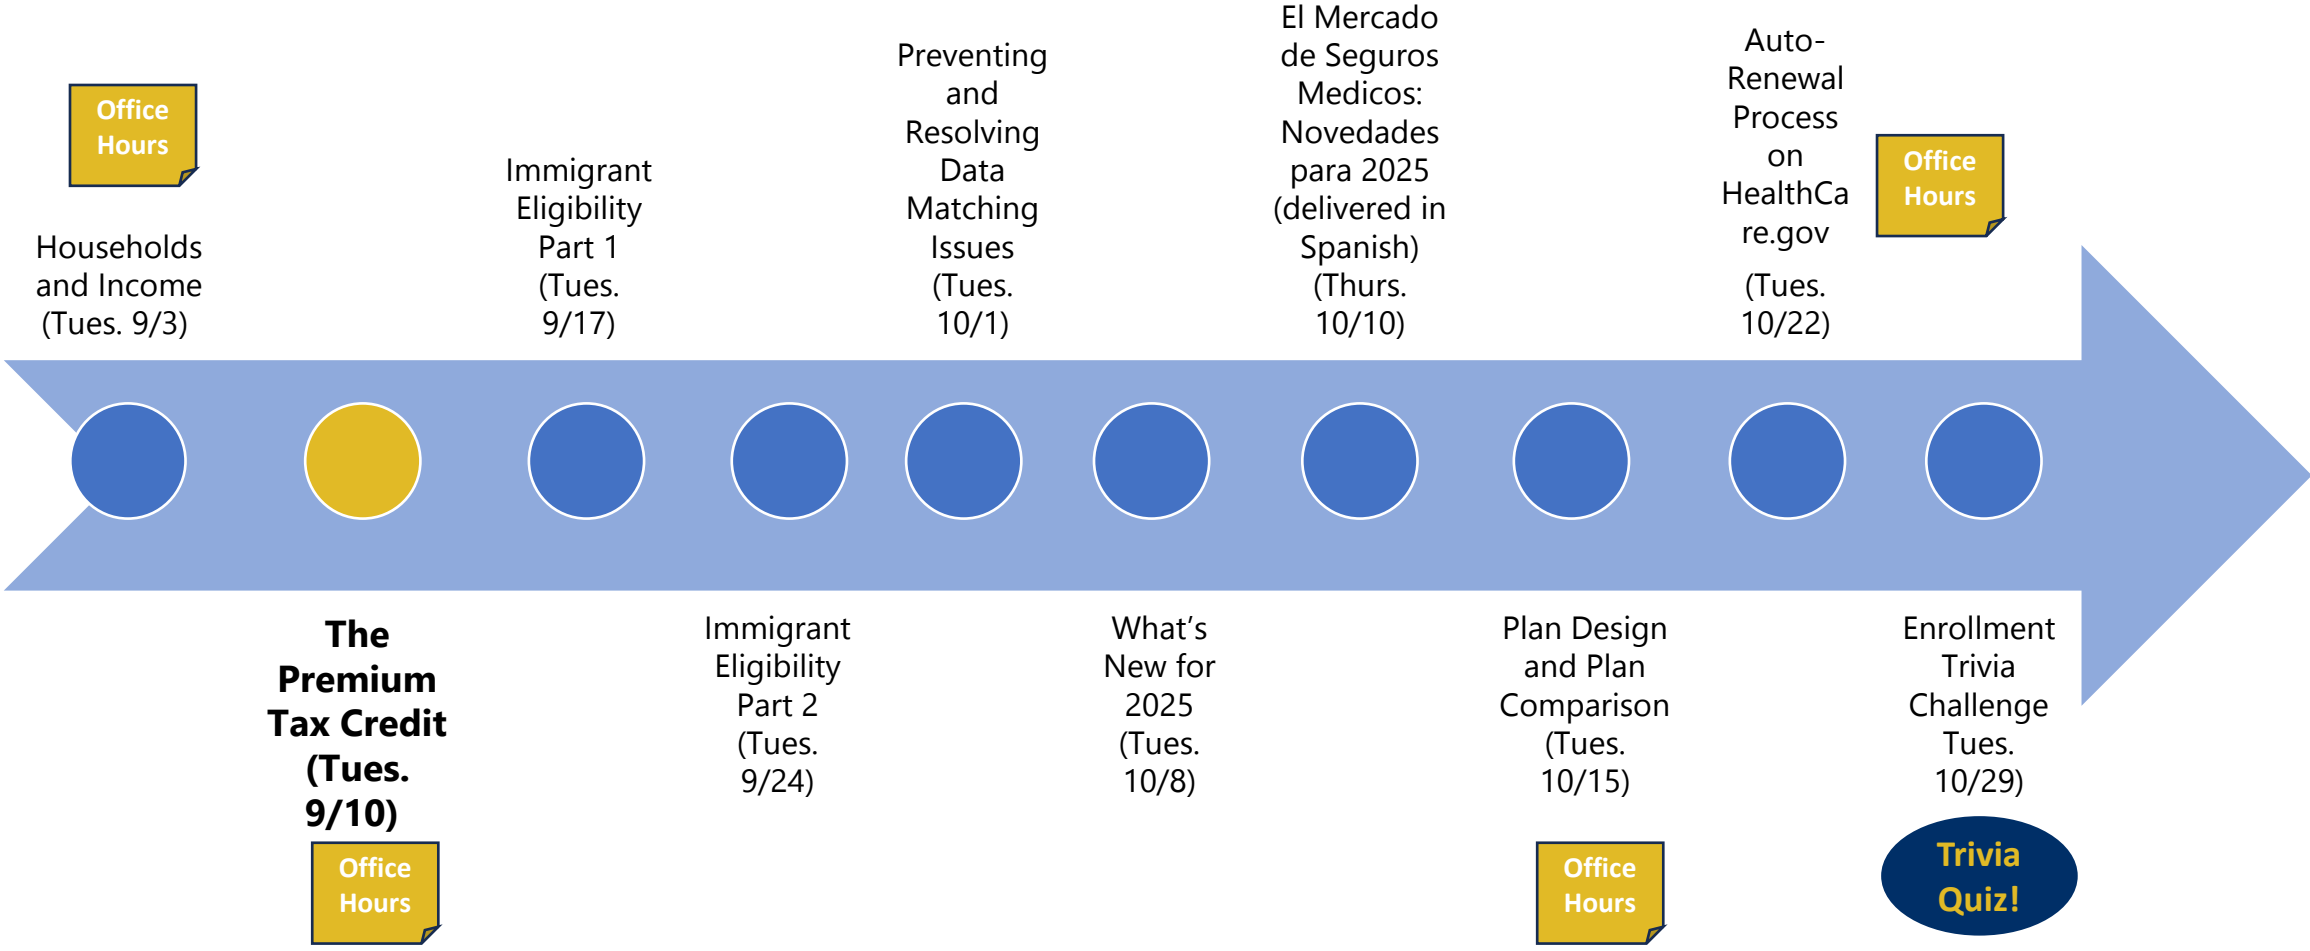 Office
Hours
Households
and Income
(Tues. 9/3)
The
Premium
Tax Credit
(Tues.
9/10)
Office
Hours
Immigrant
Eligibility
Part 1
(Tues.
9/17)
Immigrant
Eligibility
Part 2
(Tues.
9/24)
Preventing
and
Resolving
Data
Matching
Issues
(Tues.
10/1)
What’s
New for
2025
(Tues.
10/8)
El Mercado
de Seguros
Medicos:
Novedades
para 2025
(delivered in
Spanish)
(Thurs.
10/10)
Plan Design
and Plan
Comparison
(Tues.
10/15)
Office
Hours
Auto-
Renewal
Process
on
HealthCa
re.gov
(Tues.
10/22)
Office
Hours
Enrollment
Trivia
Challenge
Tues.
10/29)
Trivia
Quiz!